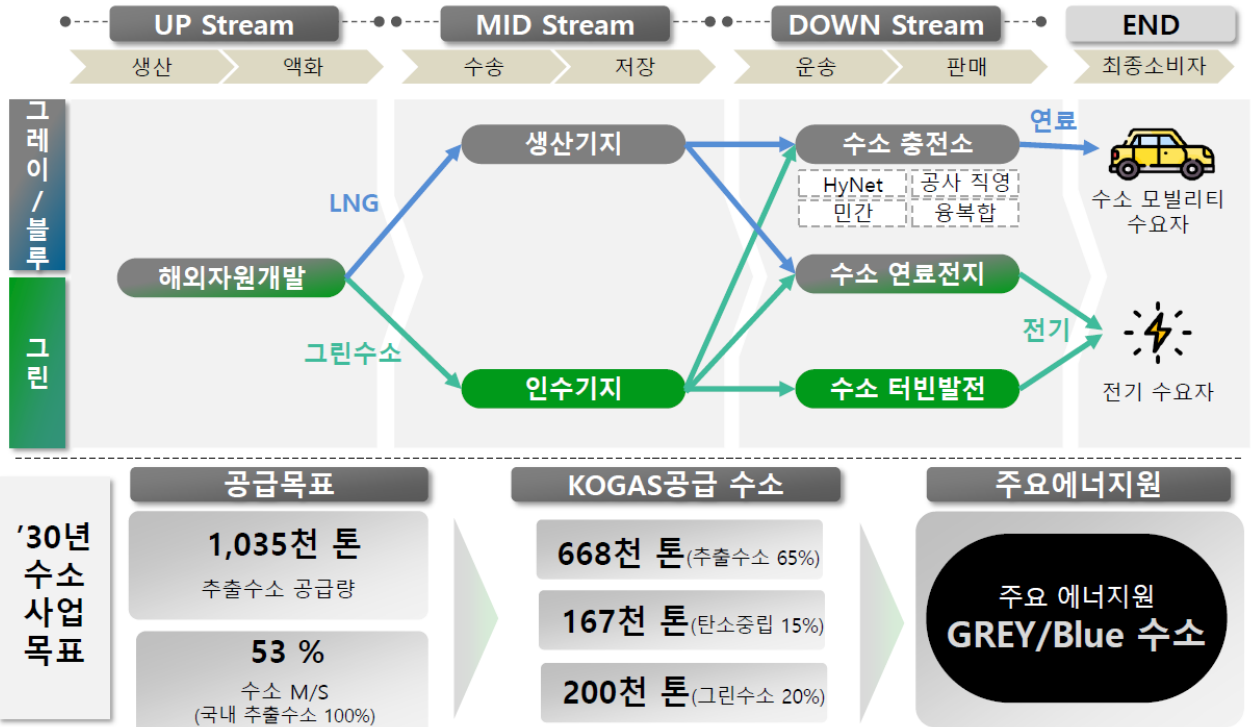 UP Stream
MID Stream
DOWN Stream
END
생산
액화
수송
저장
운송
판매
최종소비자
그레이/블루
그린
해외자원개발
LNG
그린수소
생산기지
인수기지
수소 충전소
HyNet
공사 직영
민간
융복합
수소 연료전지
수소 터빈발전
연료
전기
수소 모빌리티
수요자
전기 수요자
'30년
수소
사업
목표
공급목표
1,035천 톤
추출수소 공급량
53 %
수소 M/S
(국내 추출수소 100%)
KOGAS공급 수소
668천 톤(추출수소 65%)
167천 톤(탄소중립 15%)
200천 톤(그린수소 20%)
주요에너지원
주요 에너지원
GREY/Blue 수소